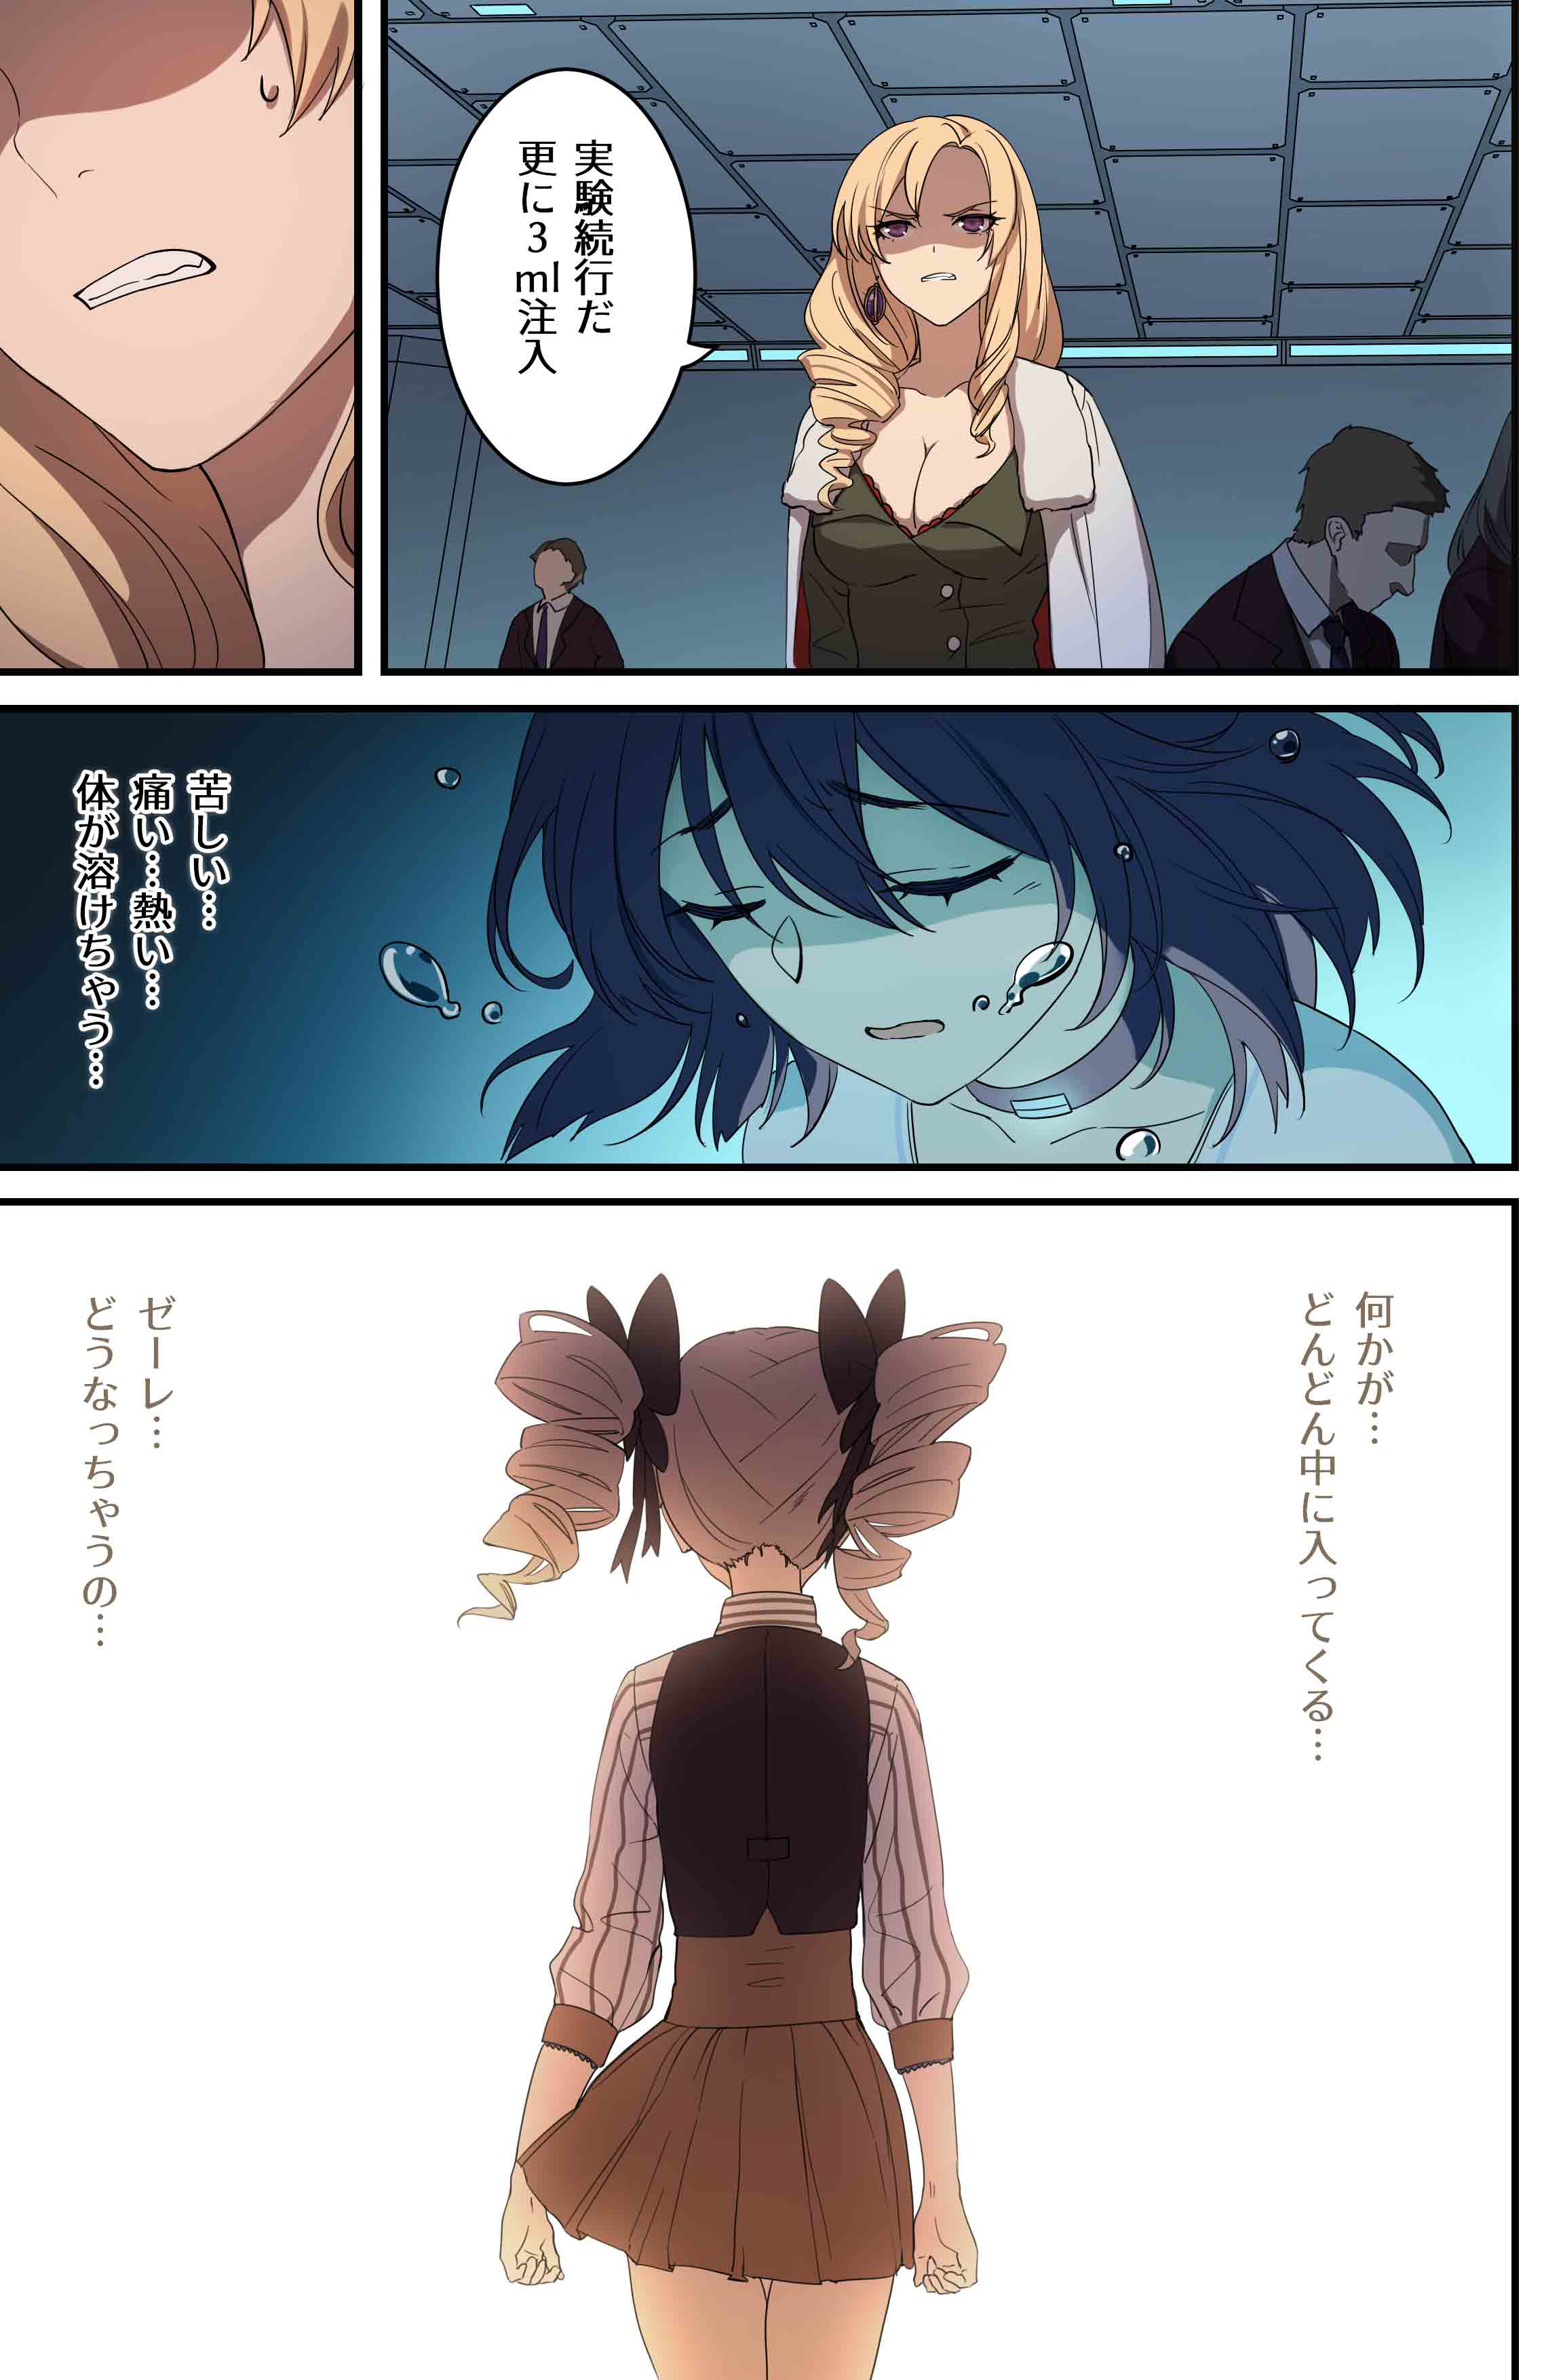 実験続行だ
更に3ml注入
苦しい…
痛い…熱い…
体が溶けちゃう…
何かが…
どんどん中に入ってくる…
ゼーレ…
どうなっちゃうの…